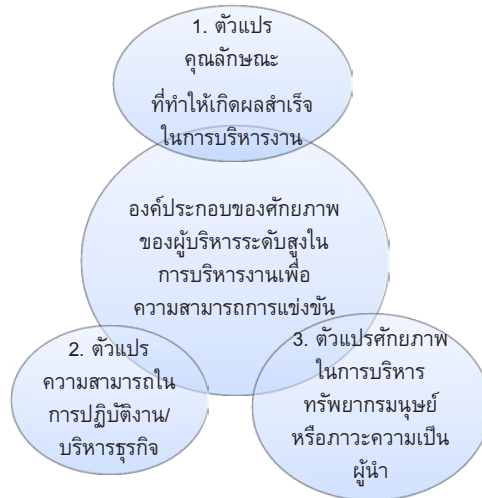 1. ตัวแปร
คุณลักษณะ
ที่ทำให้เกิดผลสำเร็จ
ในการบริหารงาน
องค์ประกอบของศักยภาพ
ของผู้บริหารระดับสูงใน
การบริหารงานเพื่อ
ความสามารถการแข่งขัน
2. ตัวแปร
ความสามารถใน
การปฏิบัติงาน/
บริหารธุรกิจ
3. ตัวแปรศักยภาพ
ในการบริหาร
ทรัพยากรมนุษย์
หรือภาวะความเป็น
ผู้นำ